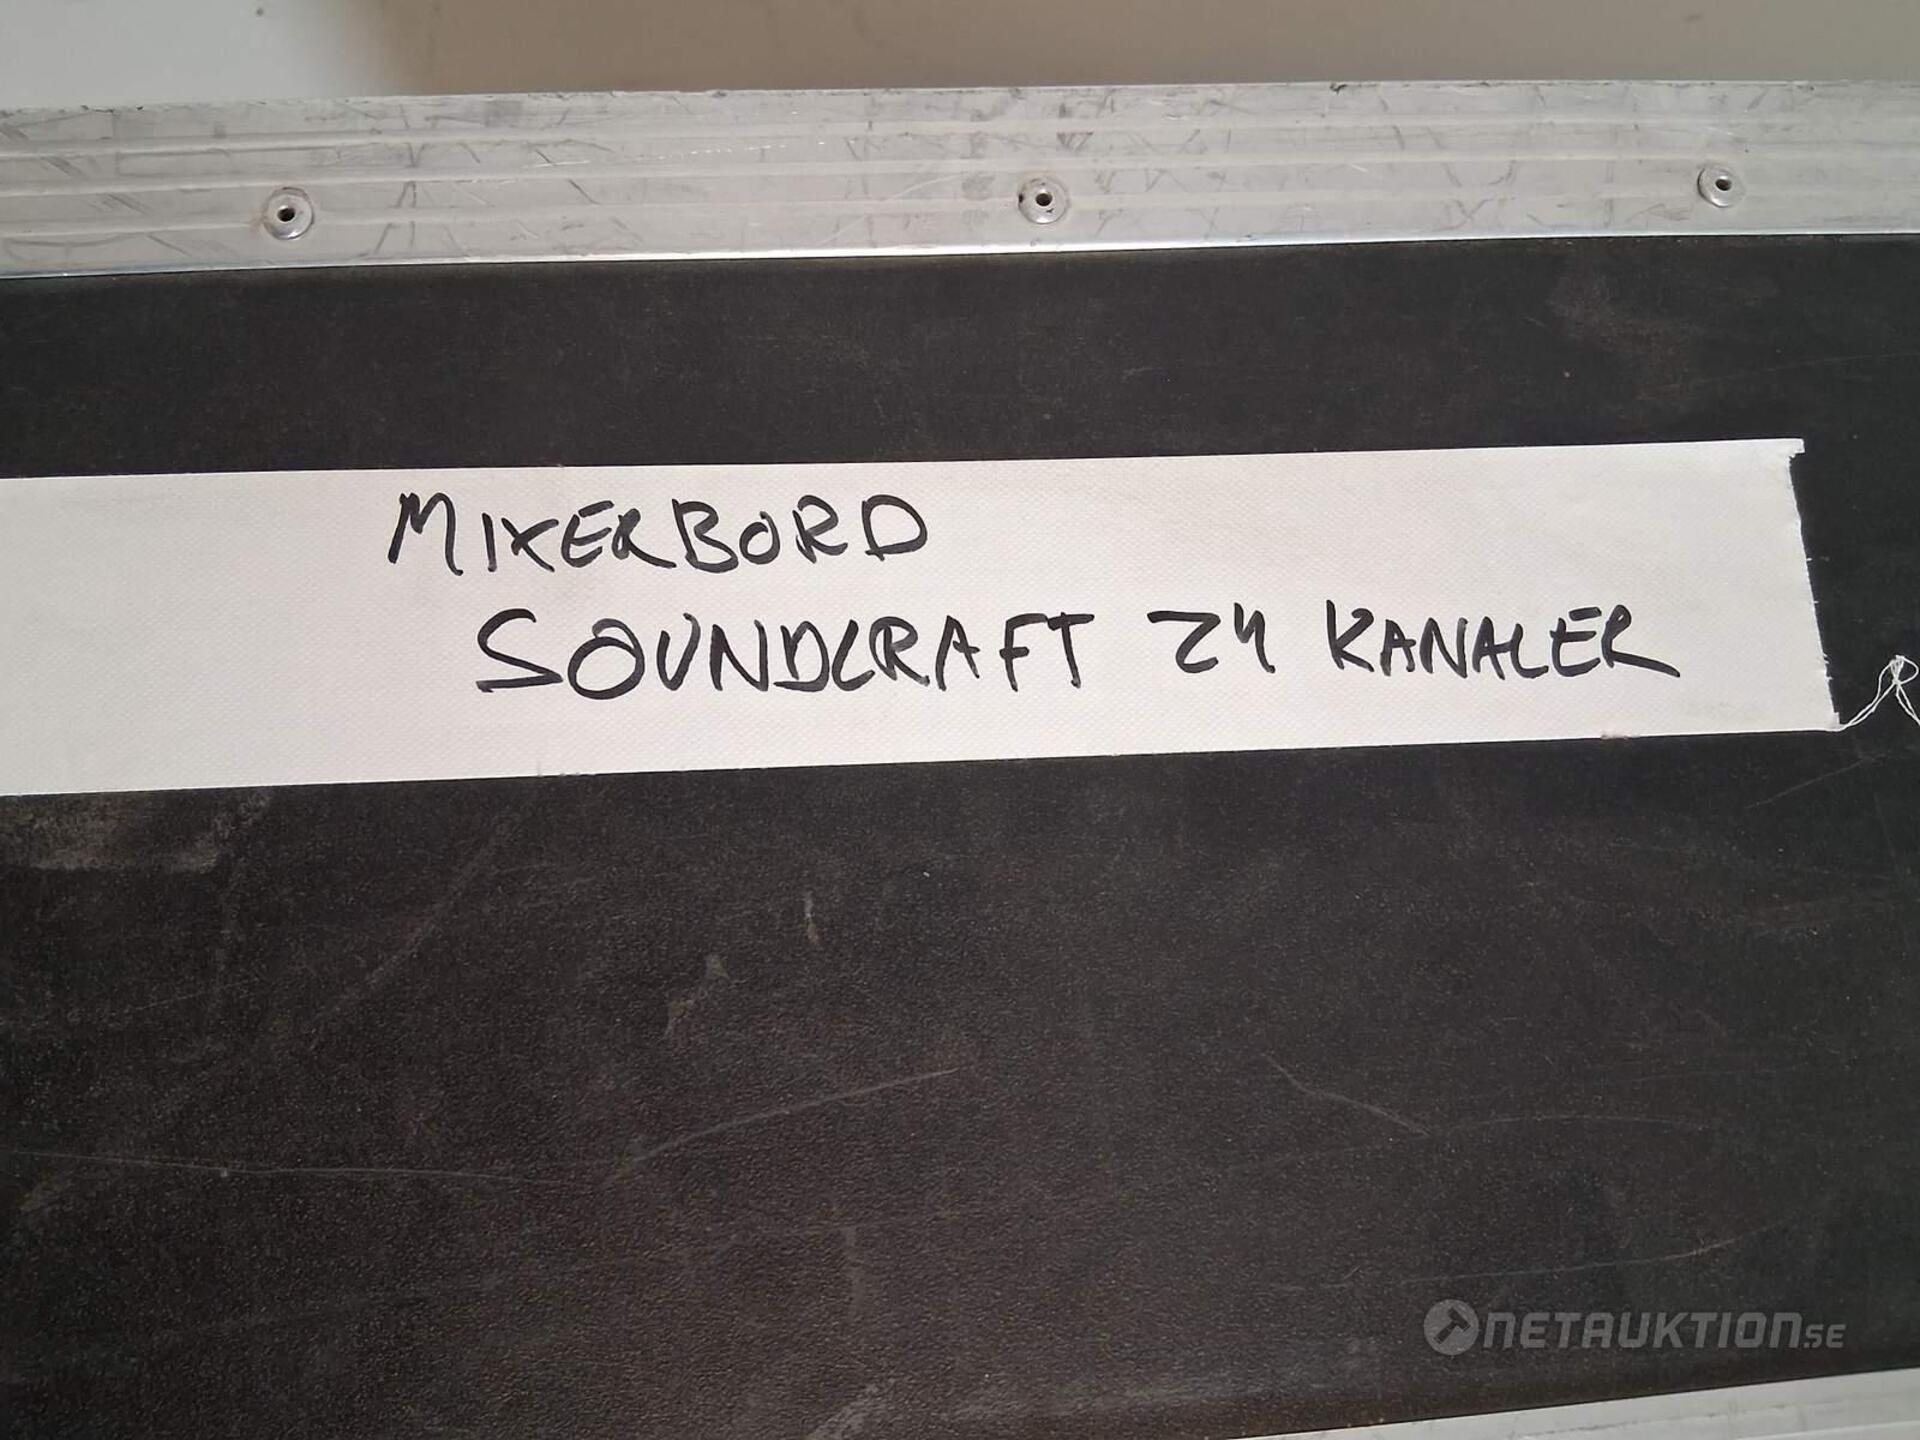 MIXERBORD
SOUNDCRAFT 24 KANALER
NETAUKTION.SE